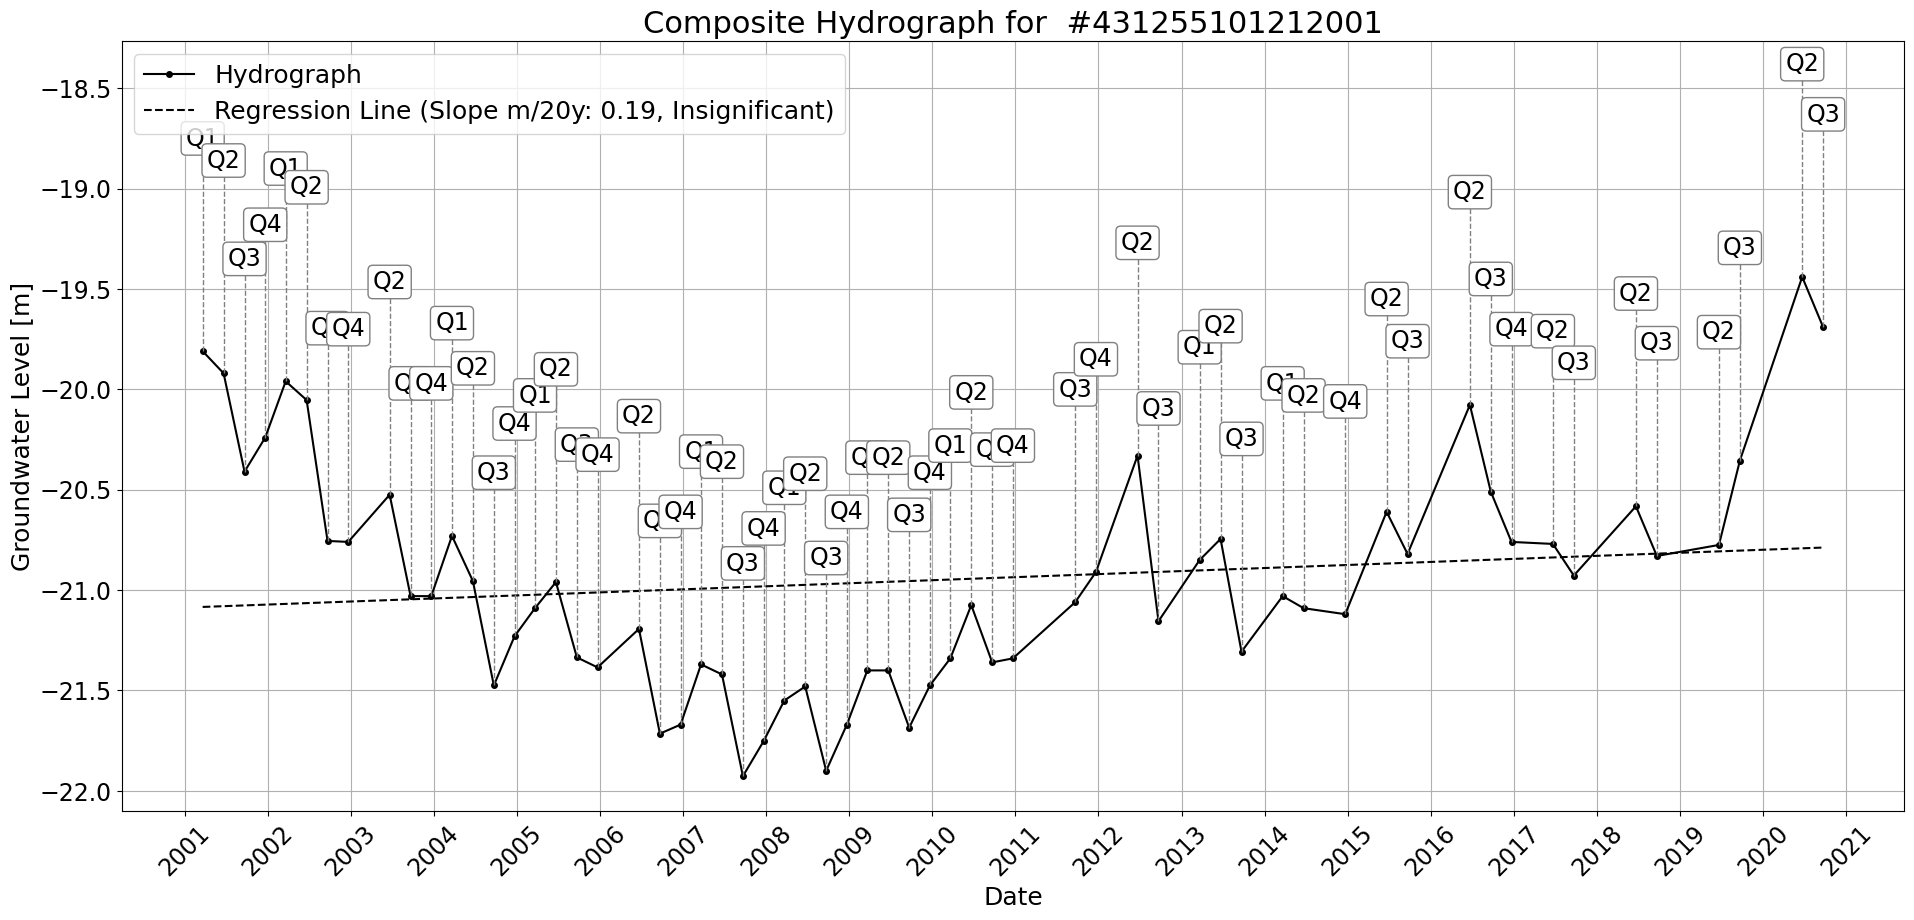 Composite Hydrograph for #431255101212001
Hydrograph
Regression Line (Slope m/20y: 0.19, Insignificant)
Groundwater Level [m]
−18.5
−19.0
−19.5
−20.0
−20.5
−21.0
−21.5
−22.0
Q1
Q2
Q3
Q4
Q1
Q2
Q4
Q2
Q4
Q1
Q2
Q3
Q4
Q1
Q2
Q3
Q4
Q2
Q4
Q1
Q2
Q3
Q4
Q1
Q2
Q3
Q4
Q2
Q3
Q4
Q1
Q2
Q4
Q3
Q4
Q2
Q3
Q1
Q2
Q3
Q1
Q2
Q4
Q2
Q3
Q2
Q3
Q4
Q2
Q3
Q2
Q3
Q2
Q3
Q2
Q3
2001
2002
2003
2004
2005
2006
2007
2008
2009
2010
2011
2012
2013
2014
2015
2016
2017
2018
2019
2020
2021
Date